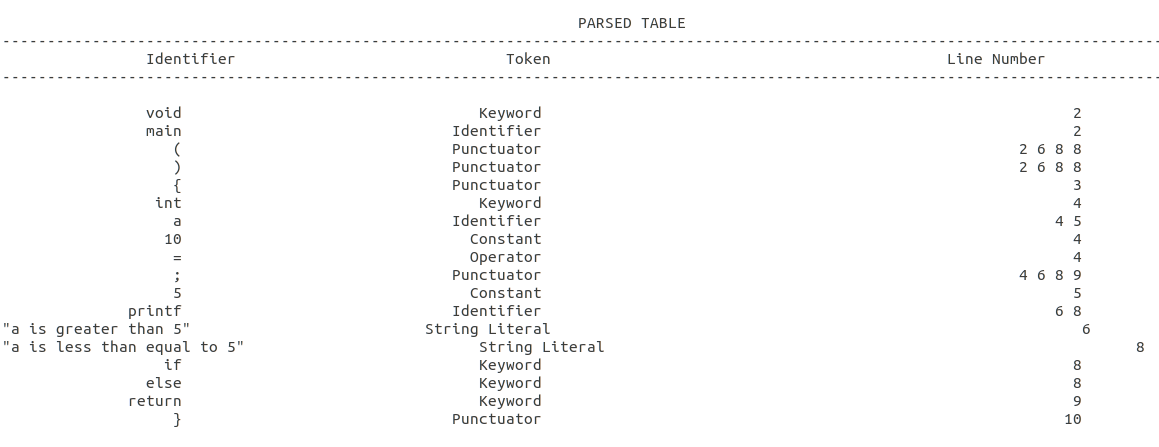 PARSED TABLE
--------------------------------------------------------------------------------------------------------------------------------
Identifier Token Line Number
--------------------------------------------------------------------------------------------------------------------------------
void Keyword 2
main Identifier 2
( Punctuator 2 6 8 8
) Punctuator 2 6 8 8
{ Punctuator 3
int Keyword 4
a Identifier 4 5
10 Constant 4
= Operator 4
; Punctuator 4 6 8 9
5 Constant 5
printf Identifier 6 8
"a is greater than 5" String Literal 6
"a is less than equal to 5" String Literal 8
if Keyword 8
else Keyword 8
return Keyword 9
} Punctuator 10